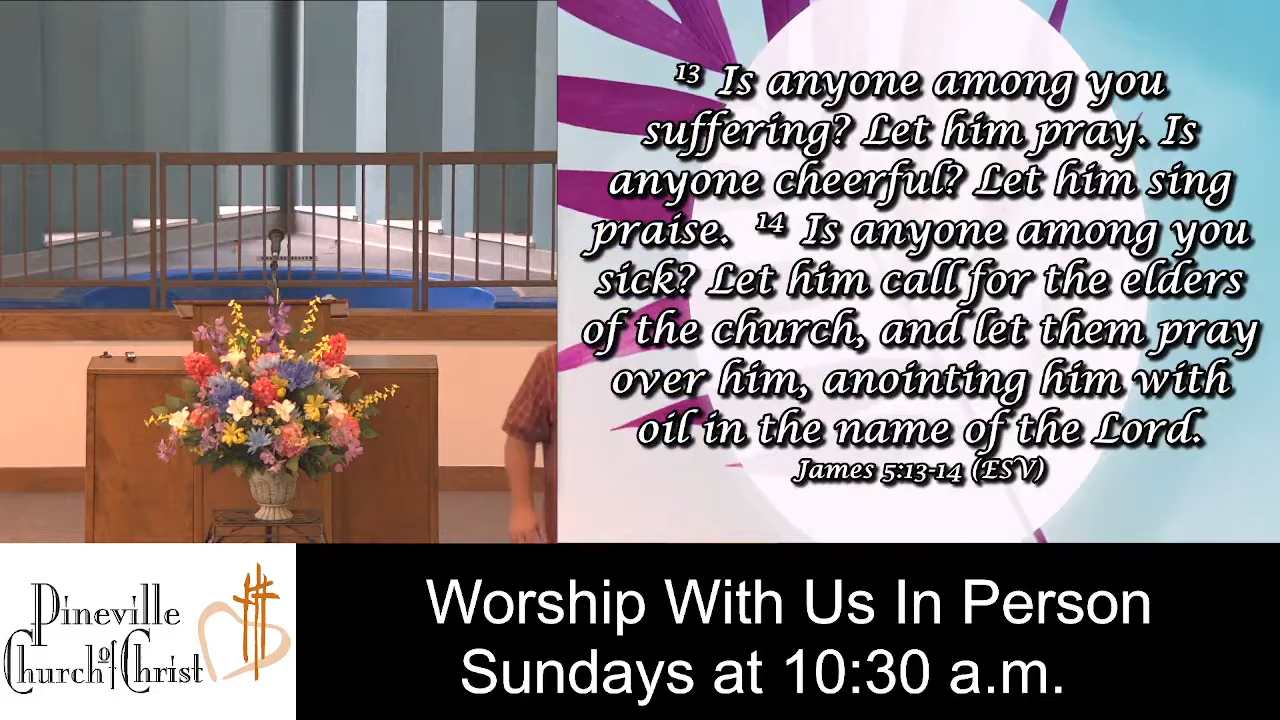 ¹³ Is anyone among you
suffering? Let him pray. Is
anyone cheerful? Let him sing
praise. ¹⁴ Is anyone among you
sick? Let him call for the elders
of the church, and let them pray
over him, anointing him with
oil in the name of the Lord.
James 5:13-14 (ESV)
Pineville
Church of Christ
Worship With Us In Person
Sundays at 10:30 a.m.